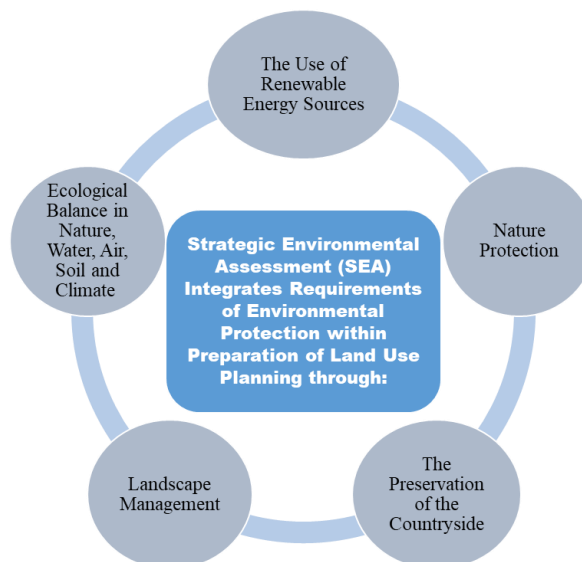 The Use of
Renewable
Energy Sources
Ecological
Balance in
Nature,
Water, Air,
Soil and
Climate
Strategic Environmental
Assessment (SEA)
Integrates Requirements
of Environmental
Protection within
Preparation of Land Use
Planning through:
Nature
Protection
Landscape
Management
The
Preservation
of the
Countryside